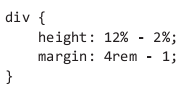 div {
    height: 12% - 2%;
    margin: 4rem - 1;
}